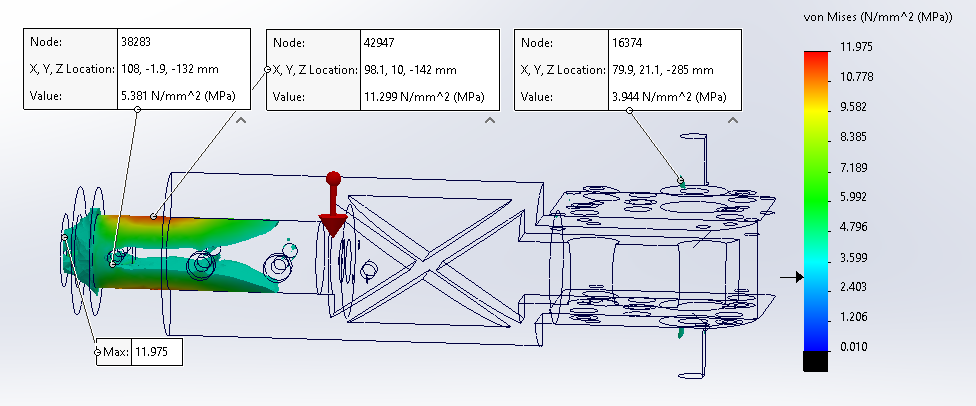 von Mises (N/mm^2 (MPa))
Node: 38283
X, Y, Z Location: 108, -1.9, -132 mm
Value: 5.381 N/mm^2 (MPa)
Node: 42947
X, Y, Z Location: 98.1, 10, -142 mm
Value: 11.299 N/mm^2 (MPa)
Node: 16374
X, Y, Z Location: 79.9, 21.1, -285 mm
Value: 3.944 N/mm^2 (MPa)
11.975
10.778
9.582
8.385
7.189
5.992
4.796
3.599
2.403
1.206
0.010
Max: 11.975